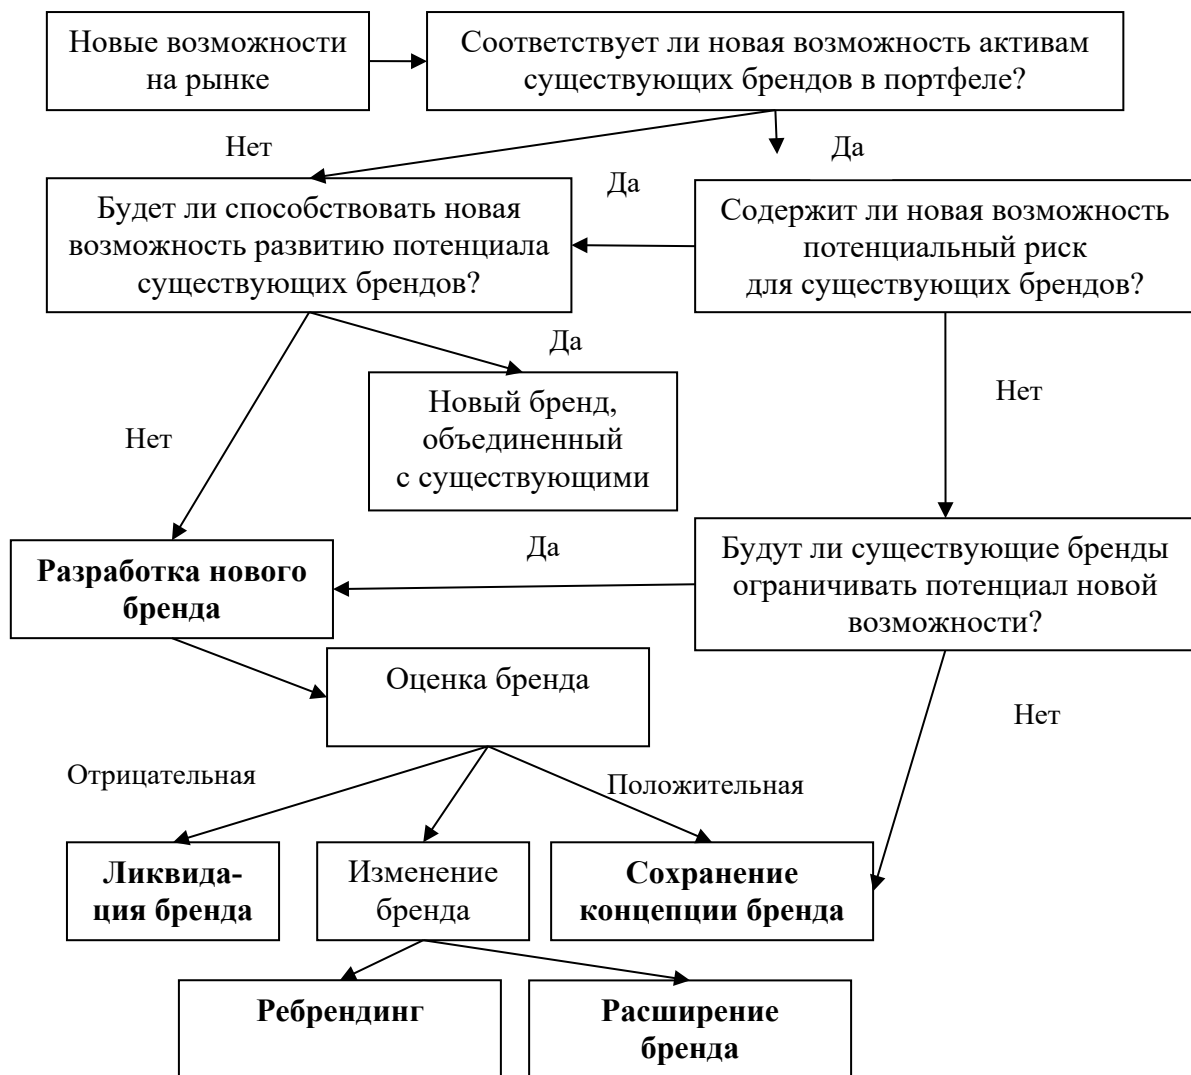 Новые возможности
на рынке
Соответствует ли новая возможность активам
существующих брендов в портфеле?
Нет
Да
Да
Будет ли способствовать новая
возможность развитию потенциала
существующих брендов?
Содержит ли новая возможность
потенциальный риск
для существующих брендов?
Да
Нет
Новый бренд,
объединенный
с существующими
Нет
Да
Разработка нового
бренда
Будут ли существующие бренды
ограничивать потенциал новой
возможности?
Оценка бренда
Нет
Отрицательная
Положительная
Ликвида-
ция бренда
Изменение
бренда
Сохранение
концепции бренда
Ребрендинг
Расширение
бренда